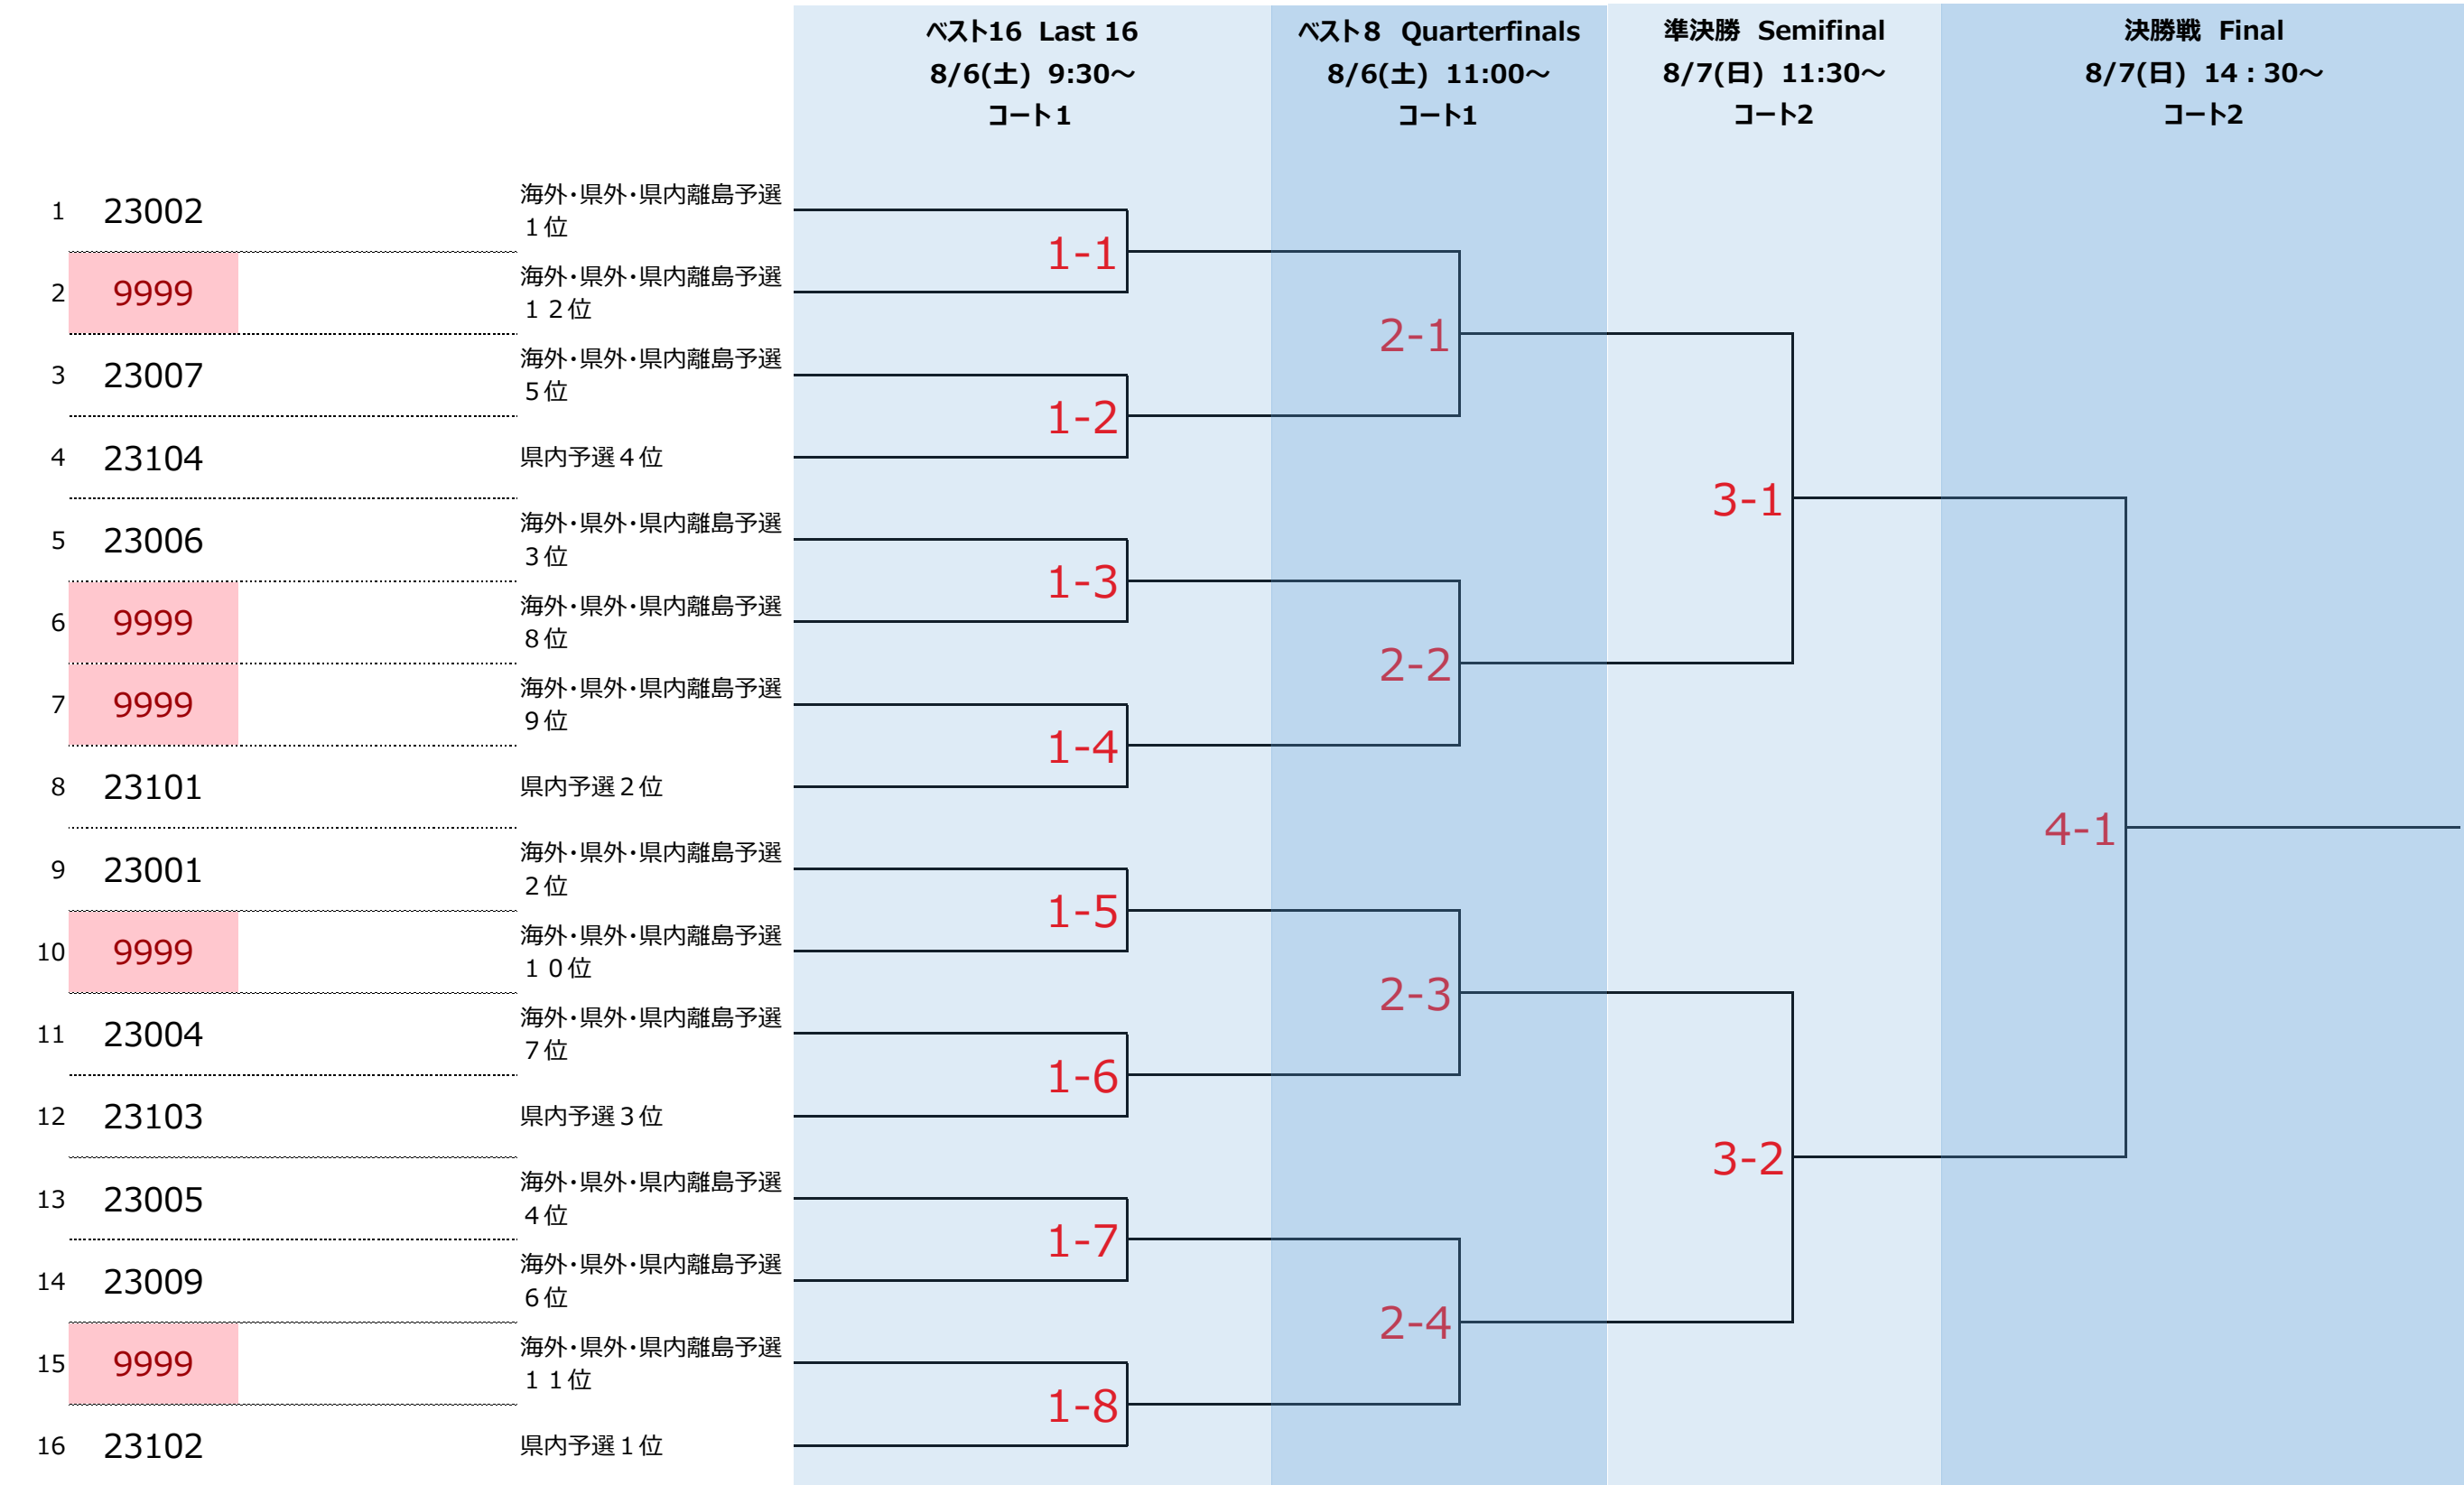 ベスト16 Last 16
8/6(土) 9:30～
コート1
ベスト8 Quarterfinals
8/6(土) 11:00～
コート1
準決勝 Semifinal
8/7(日) 11:30～
コート2
決勝戦 Final
8/7(日) 14：30～
コート2
1 23002 海外・県外・県内離島予選
１位
2 9999 海外・県外・県内離島予選
１２位
3 23007 海外・県外・県内離島予選
５位
4 23104 県内予選４位
5 23006 海外・県外・県内離島予選
３位
6 9999 海外・県外・県内離島予選
８位
7 9999 海外・県外・県内離島予選
９位
8 23101 県内予選２位
9 23001 海外・県外・県内離島予選
２位
10 9999 海外・県外・県内離島予選
１０位
11 23004 海外・県外・県内離島予選
７位
12 23103 県内予選３位
13 23005 海外・県外・県内離島予選
４位
14 23009 海外・県外・県内離島予選
６位
15 9999 海外・県外・県内離島予選
１１位
16 23102 県内予選１位
1-1
1-2
1-3
1-4
1-5
1-6
1-7
1-8
2-1
2-2
2-3
2-4
3-1
3-2
4-1